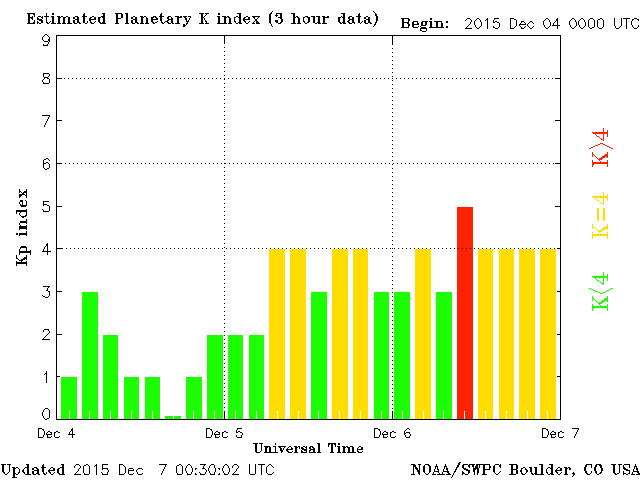 Estimated Planetary K index (3 hour data) Begin: 2015 Dec 04 0000 UTC
9
8
7
6
5
4
3
2
1
0
Kp index
K>4
K=4
K<4
Dec 4 Dec 5 Dec 6 Dec 7
Universal Time
Updated 2015 Dec 7 00:30:02 UTC NOAA/SWPC Boulder, CO USA